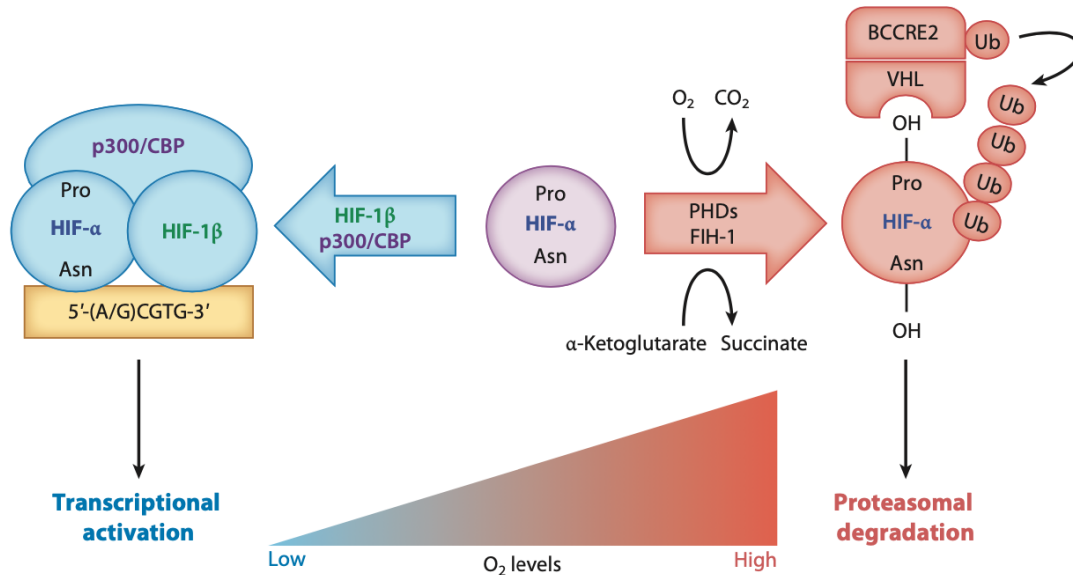 p300/CBP
Pro
HIF-α
Asn
HIF-1β
5′-(A/G)CGTG-3′
Transcriptional
activation
HIF-1β
p300/CBP
Pro
HIF-α
Asn
O₂
CO₂
PHDs
FIH-1
α-Ketoglutarate
Succinate
BCCRE2
Ub
VHL
OH
Ub
Ub
Ub
Ub
Pro
HIF-α
Asn
OH
Proteasomal
degradation
Low
O₂ levels
High